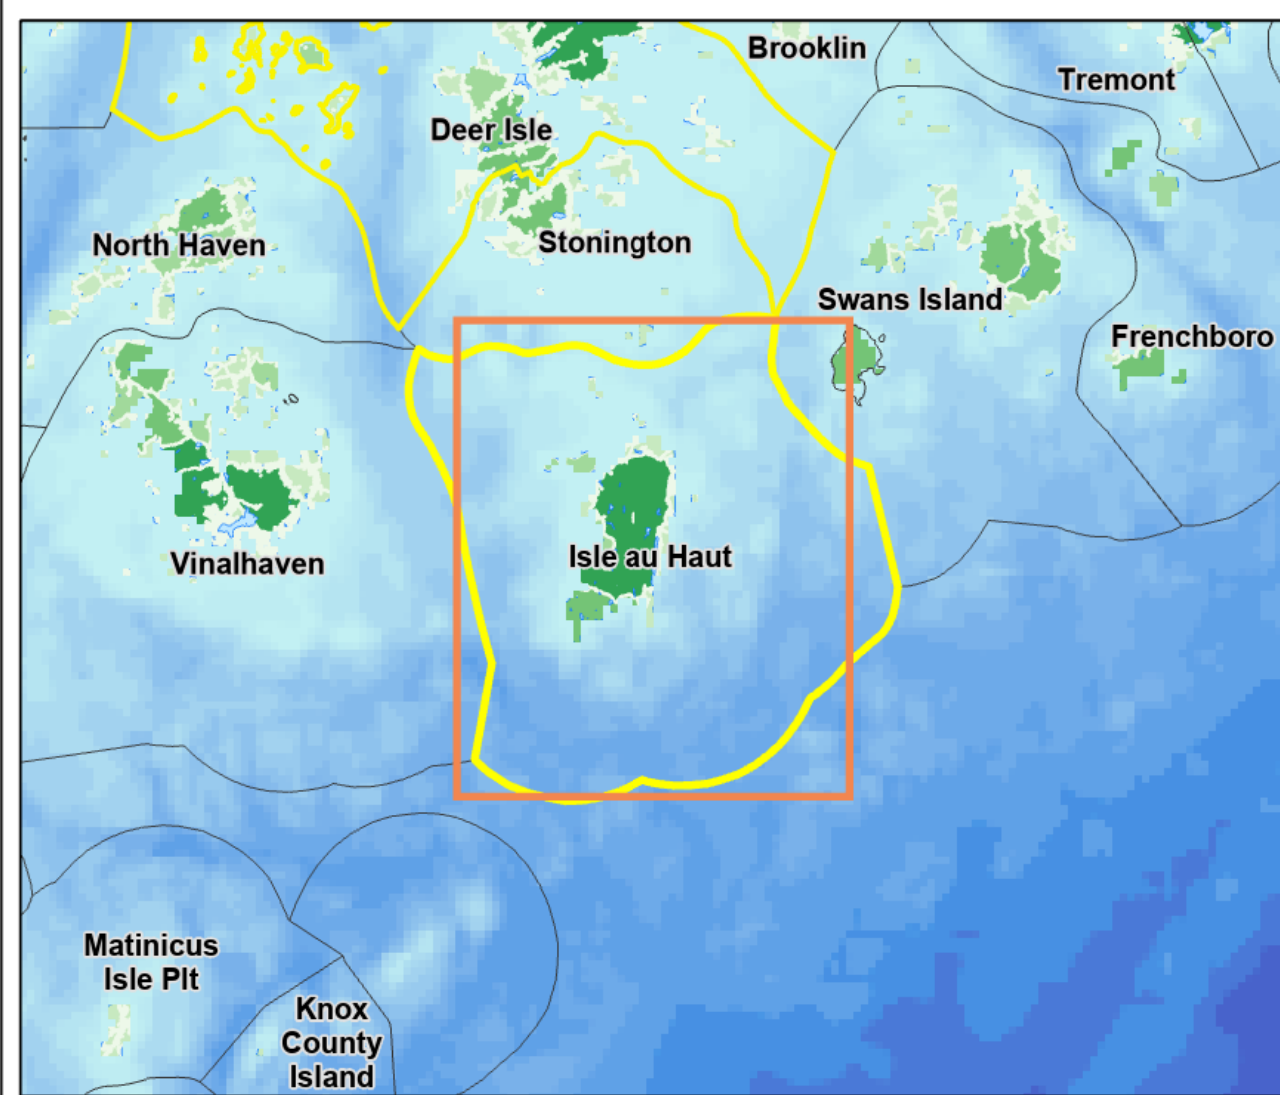 Brooklin
Tremont
Deer Isle
North Haven
Stonington
Swans Island
Frenchboro
Vinalhaven
Isle au Haut
Matinicus
Isle Plt
Knox
County
Island